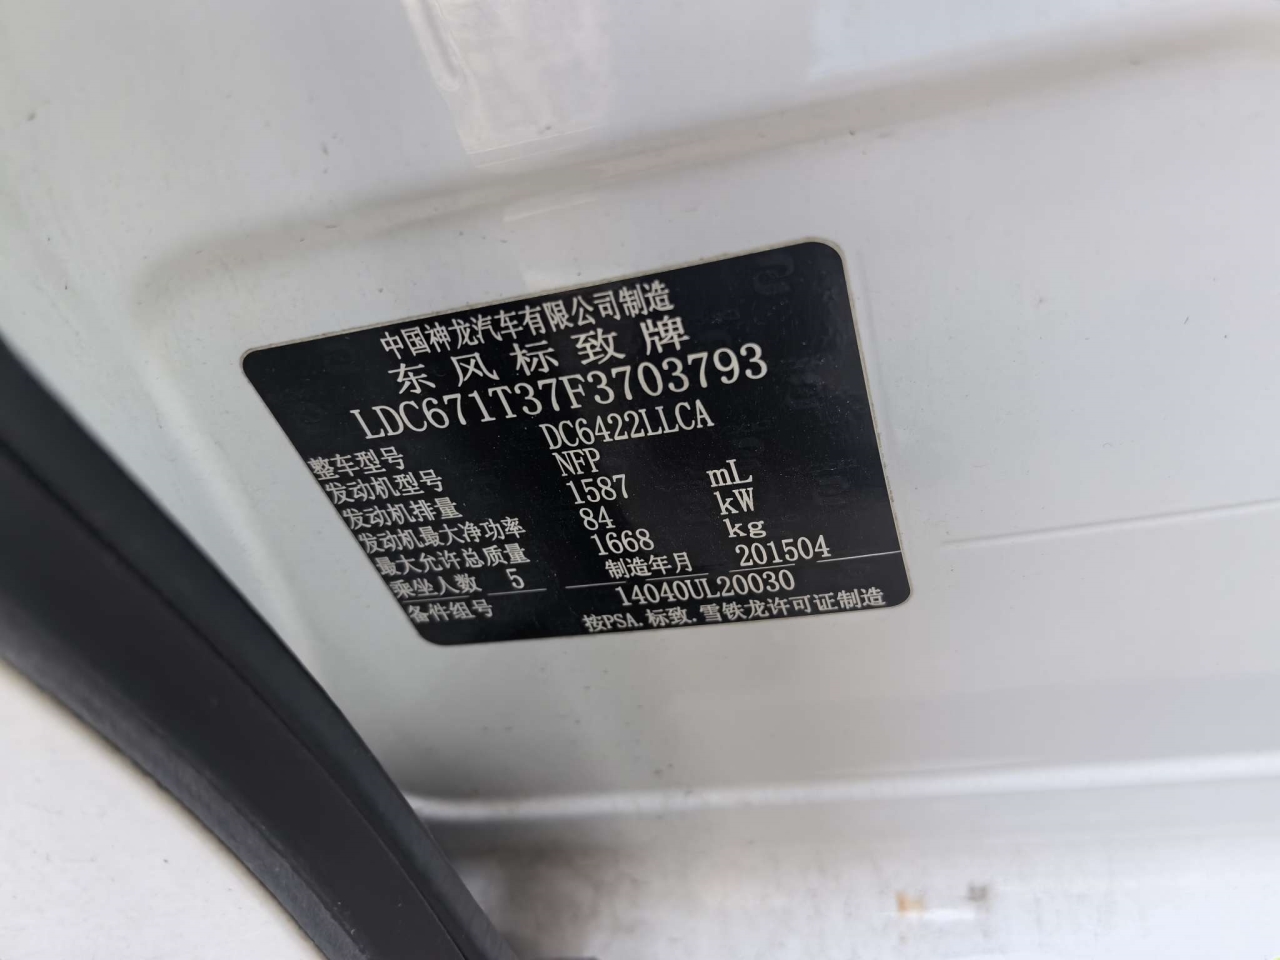 中国神龙汽车有限公司制造
东风标致牌
LDC671T37F3703793
整车型号 DC6422LLCA
发动机型号 NFP
发动机排量 1587 mL
发动机最大净功率 84 kW
最大允许总质量 1668 kg
乘坐人数 5 制造年月 201504
备件组号 14040UL20030
按PSA.标致.雪铁龙许可证制造